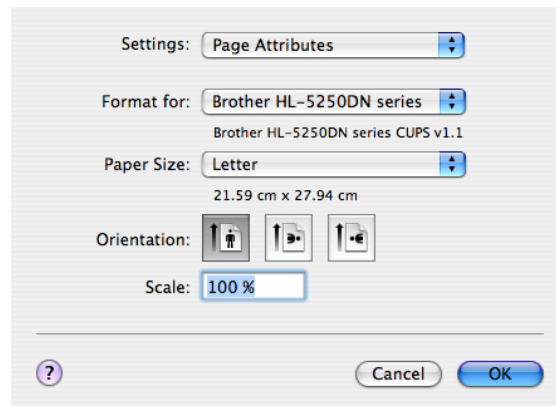 Settings: Page Attributes
Format for: Brother HL-5250DN series
Brother HL-5250DN series CUPS v1.1
Paper Size: Letter
21.59 cm x 27.94 cm
Orientation:
Scale: 100 %
? Cancel OK